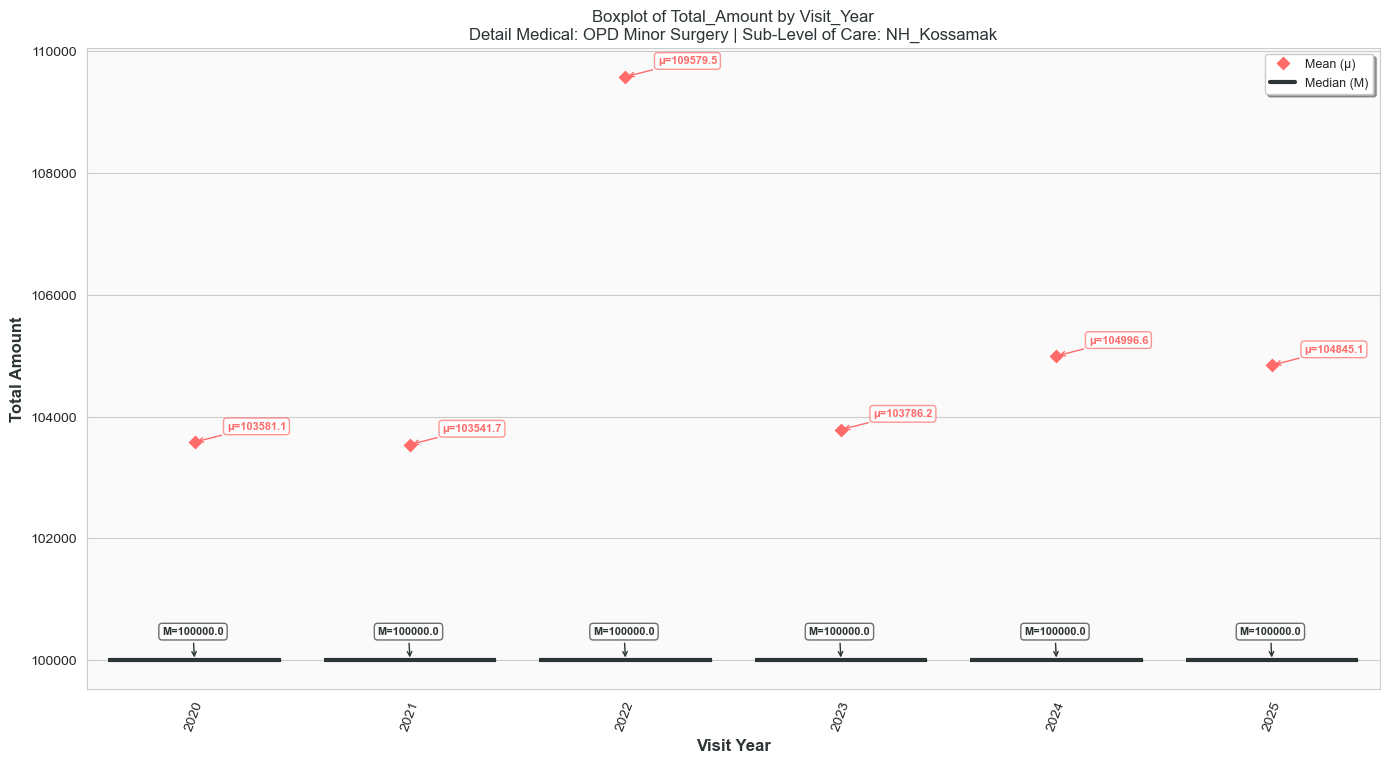 Boxplot of Total_Amount by Visit_Year
Detail Medical: OPD Minor Surgery | Sub-Level of Care: NH_Kossamak
110000
108000
106000
104000
102000
100000
Total Amount
Mean (μ)
Median (M)
μ=109579.5
μ=104996.6
μ=104845.1
μ=103786.2
μ=103581.1
μ=103541.7
M=100000.0
M=100000.0
M=100000.0
M=100000.0
M=100000.0
M=100000.0
2020
2021
2022
2023
2024
2025
Visit Year